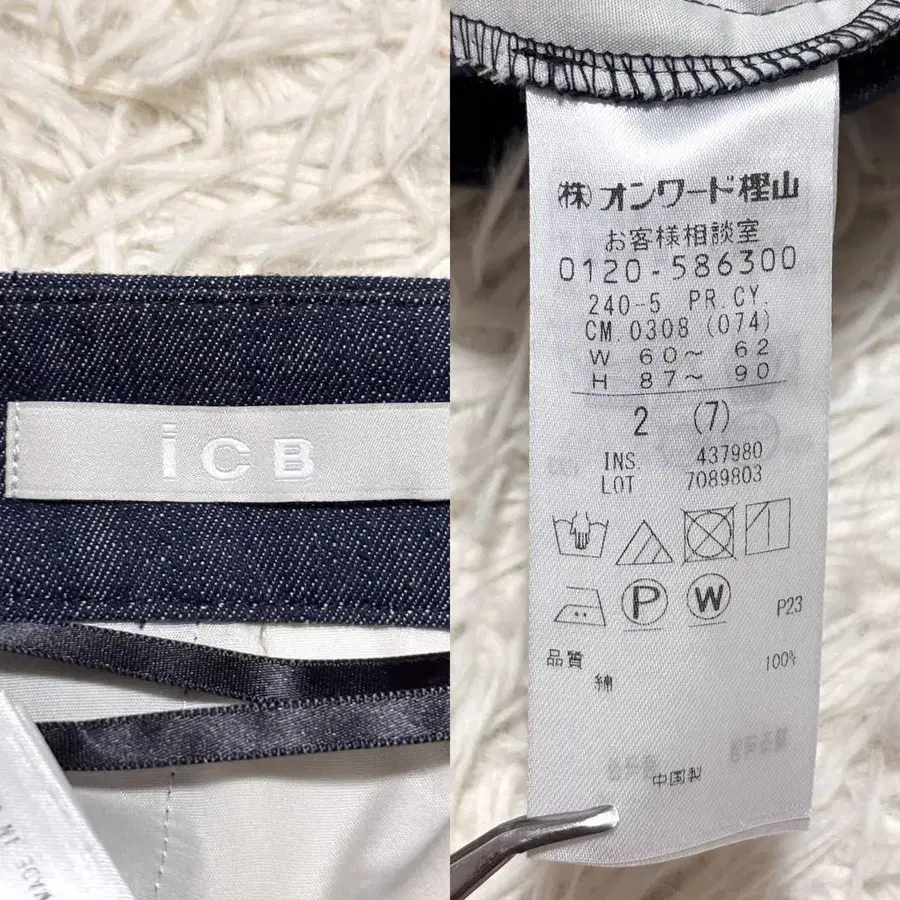 iCB
MADE IN
(株) オンワード樫山
お客様相談室
0120-586300
240-5 PR.CY.
CM.0308 (074)
W 60～ 62
H 87～ 90
2 (7)
INS 437980
LOT 7089803
P W P23
品質
綿 100%
中国製